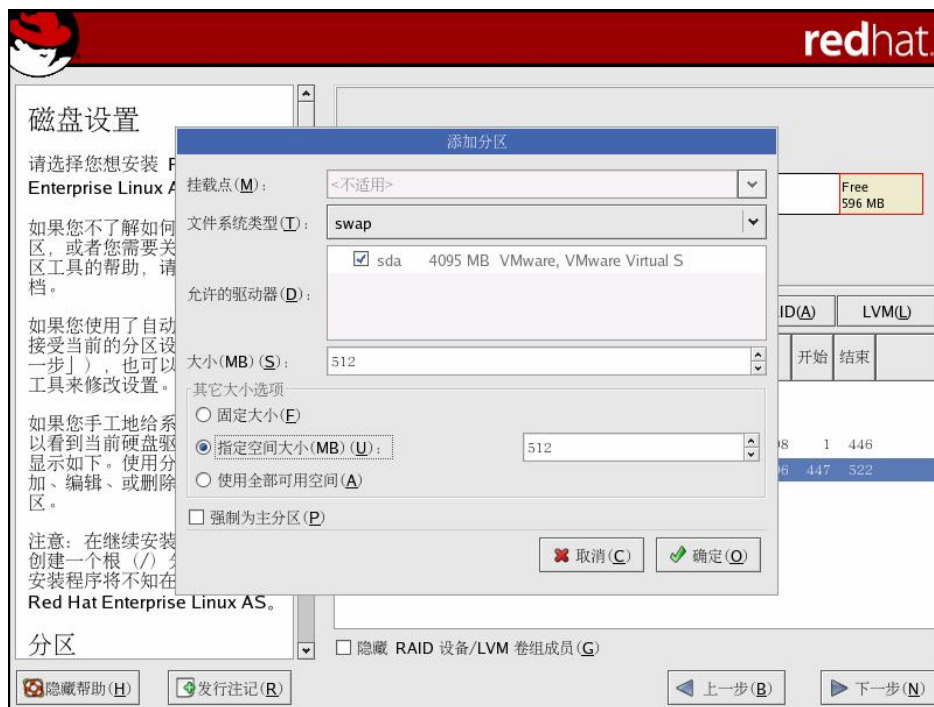 redhat.
磁盘设置
请选择您想安装
Enterprise Linux
如果您不了解如何
区，或者您需要关
区工具的帮助，请
档。
如果您使用了自动
接受当前的分区设
一步」），也可以
工具来修改设置。
如果您手工地给系
以看到当前硬盘驱
显示如下。使用分
加、编辑、或删除
区。
注意：在继续安装
创建一个根（/）
安装程序将不知在
Red Hat Enterprise Linux AS。
分区
添加分区
挂载点(M)：
<不适用>
文件系统类型(T)：
swap
允许的驱动器(D)：
sda 4095 MB VMware, VMware Virtual S
大小(MB) (S)：
512
其它大小选项
固定大小(F)
指定空间大小(MB) (U)：
512
使用全部可用空间(A)
强制为主分区(P)
取消(C)
确定(O)
Free
596 MB
ID(A)
LVM(L)
开始
结束
1 446
447 522
隐藏 RAID 设备/LVM 卷组成员(G)
隐藏帮助(H)
发行注记(R)
上一步(B)
下一步(N)